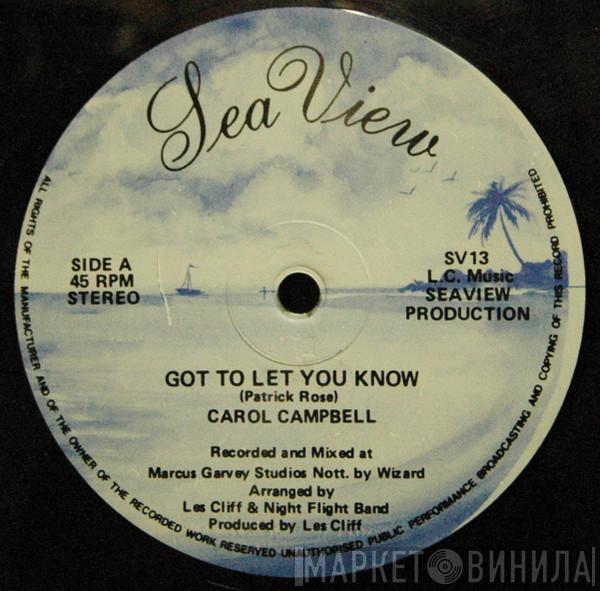 Sea View
SIDE A
45 RPM
STEREO
SV13
L.C. Music
SEAVIEW
PRODUCTION
GOT TO LET YOU KNOW
(Patrick Rose)
CAROL CAMPBELL
Recorded and Mixed at
Marcus Garvey Studios Nott. by Wizard
Arranged by
Les Cliff & Night Flight Band
Produced by Les Cliff
ALL RIGHTS OF THE MANUFACTURER AND OF THE OWNER OF THE RECORDED WORK RESERVED UNAUTHORISED PUBLIC PERFORMANCE BROADCASTING AND COPYING OF THIS RECORD PROHIBITED
МАРКЕТ ВИНИЛА